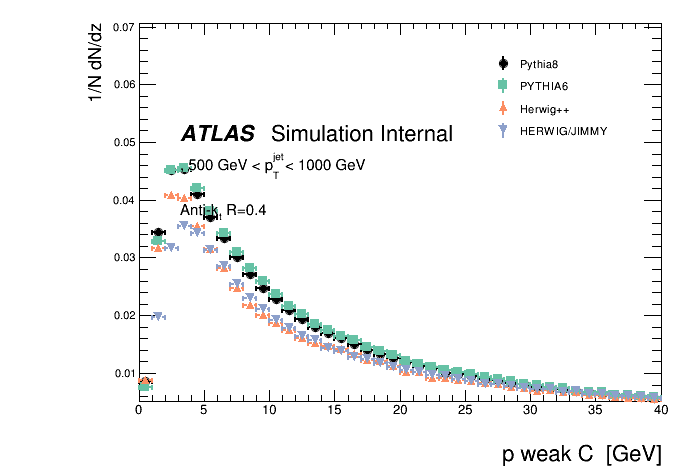 1/N dN/dz
0.07
0.06
0.05
0.04
0.03
0.02
0.01
Pythia8
PYTHIA6
Herwig++
HERWIG/JIMMY
ATLAS Simulation Internal
500 GeV < p_T^jet < 1000 GeV
Anti-k_t R=0.4
0 5 10 15 20 25 30 35 40
p weak C [GeV]